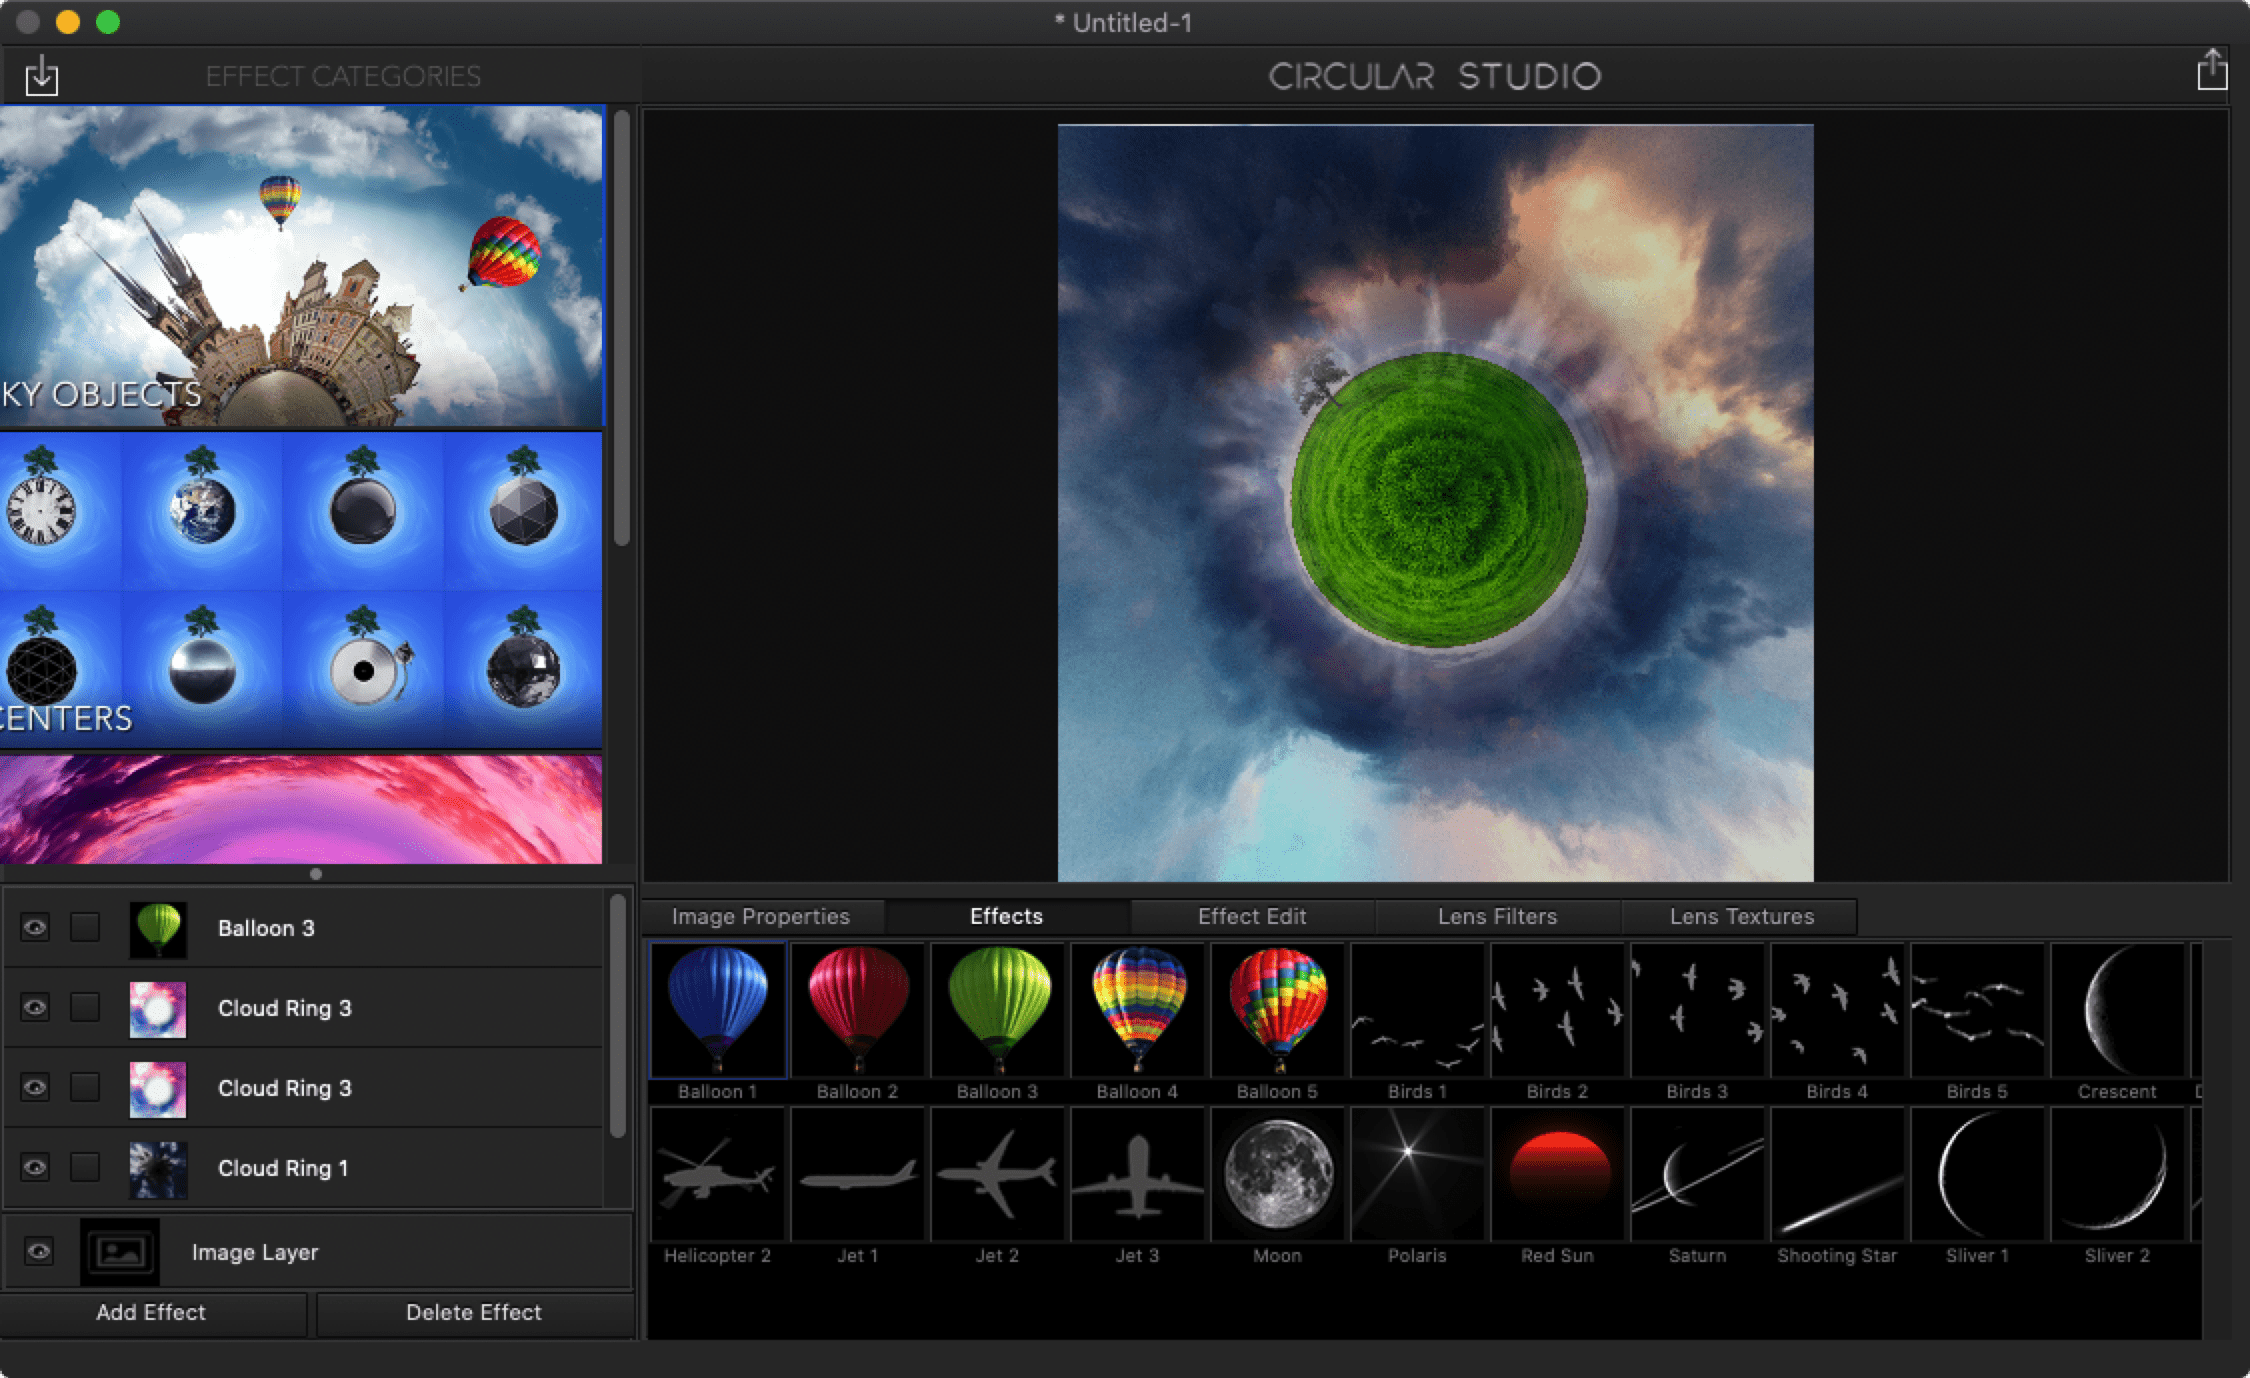 * Untitled-1
EFFECT CATEGORIES
CIRCULAR STUDIO
KY OBJECTS
CENTERS
Balloon 3
Cloud Ring 3
Cloud Ring 3
Cloud Ring 1
Image Layer
Add Effect Delete Effect
Image Properties Effects Effect Edit Lens Filters Lens Textures
Balloon 1 Balloon 2 Balloon 3 Balloon 4 Balloon 5 Birds 1 Birds 2 Birds 3 Birds 4 Birds 5 Crescent
Helicopter 2 Jet 1 Jet 2 Jet 3 Moon Polaris Red Sun Saturn Shooting Star Sliver 1 Sliver 2